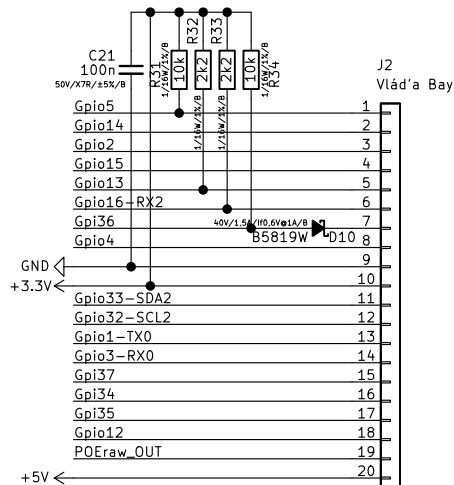 C21
100n
50V/X7R/±5%/B
R31
10k
1/16W/1%/B
R32
2k2
1/16W/1%/B
R33
2k2
1/16W/1%/B
R34
10k
1/16W/1%/B
J2
Vláďa Bay
Gpio5 1
Gpio14 2
Gpio2 3
Gpio15 4
Gpio13 5
Gpio16-RX2 6
40V/1,5A/If0,6V@1A/B
Gpi36 7
B5819W D10
Gpio4 8
GND 9
+3.3V 10
Gpio33-SDA2 11
Gpio32-SCL2 12
Gpio1-TX0 13
Gpio3-RX0 14
Gpi37 15
Gpi34 16
Gpi35 17
Gpio12 18
POEraw_OUT 19
+5V 20